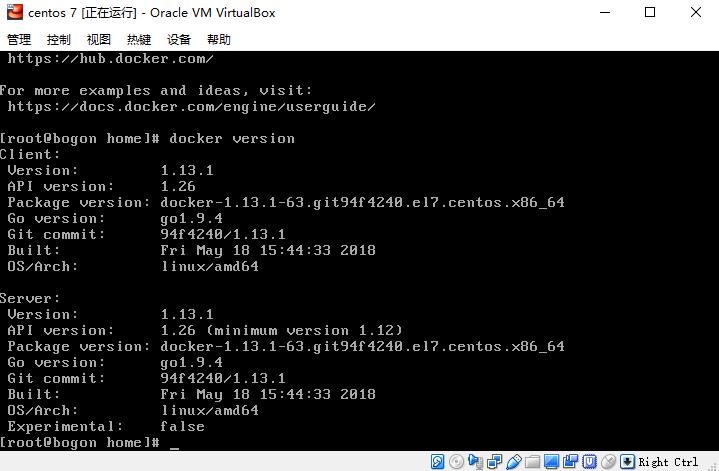 centos 7 [正在运行] - Oracle VM VirtualBox
管理 控制 视图 热键 设备 帮助
https://hub.docker.com/
For more examples and ideas, visit:
https://docs.docker.com/engine/userguide/
[root@bogon home]# docker version
Client:
Version: 1.13.1
API version: 1.26
Package version: docker-1.13.1-63.git94f4240.el7.centos.x86_64
Go version: go1.9.4
Git commit: 94f4240/1.13.1
Built: Fri May 18 15:44:33 2018
OS/Arch: linux/amd64
Server:
Version: 1.13.1
API version: 1.26 (minimum version 1.12)
Package version: docker-1.13.1-63.git94f4240.el7.centos.x86_64
Go version: go1.9.4
Git commit: 94f4240/1.13.1
Built: Fri May 18 15:44:33 2018
OS/Arch: linux/amd64
Experimental: false
[root@bogon home]# _
Right Ctrl